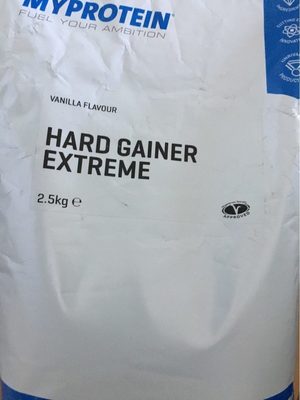 MYPROTEIN
FUEL YOUR AMBITION
VANILLA FLAVOUR
HARD GAINER
EXTREME
2.5kg ℮
V
APPROVED